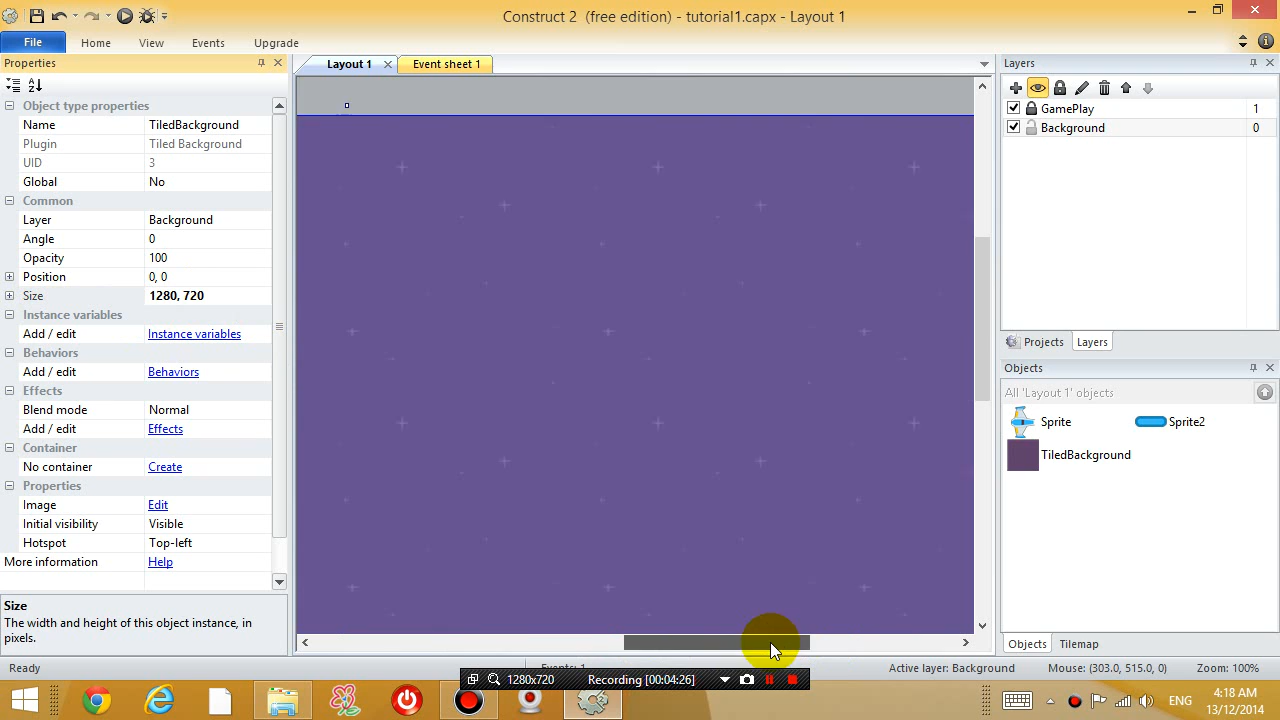 Construct 2 (free edition) - tutorial1.capx - Layout 1
File
Home
View
Events
Upgrade
Properties
Layout 1
Event sheet 1
Layers
Object type properties
Name TiledBackground
Plugin Tiled Background
UID 3
Global No
Common
Layer Background
Angle 0
Opacity 100
Position 0, 0
Size 1280, 720
Instance variables
Add / edit Instance variables
Behaviors
Add / edit Behaviors
Effects
Blend mode Normal
Add / edit Effects
Container
No container Create
Properties
Image Edit
Initial visibility Visible
Hotspot Top-left
More information Help
Size
The width and height of this object instance, in
pixels.
GamePlay 1
Background 0
Projects
Layers
Objects
All 'Layout 1' objects
Sprite
Sprite2
TiledBackground
Objects
Tilemap
Ready
Events: 1
Active layer: Background
Mouse: (303.0, 515.0, 0)
Zoom: 100%
1280x720
Recording [00:04:26]
ENG
4:18 AM
13/12/2014